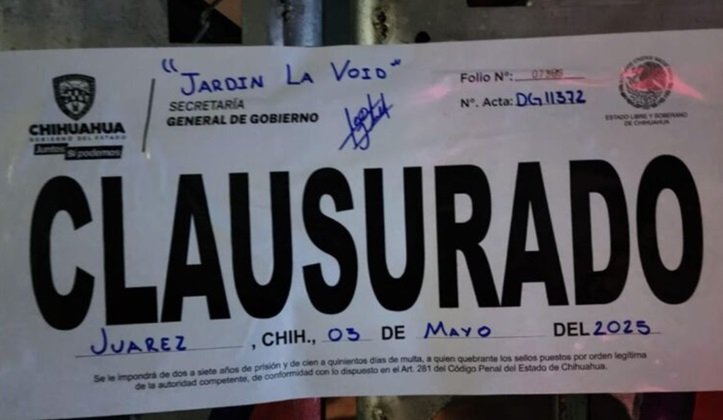 "JARDIN LA VOID"
CHIHUAHUA
GOBIERNO DEL ESTADO
Juntos Sí podemos
SECRETARÍA
GENERAL DE GOBIERNO
Folio N°:
N°. Acta: DG11372
ESTADO LIBRE Y SOBERANO
DE CHIHUAHUA
CLAUSURADO
JUAREZ, CHIH., 03 DE MAYO DEL 2025
Se le impondrá de dos a siete años de prisión y de cien a quinientos días de multa, a quien quebrante los sellos puestos por orden legítima
de la autoridad competente, de conformidad con lo dispuesto en el Art. 281 del Código Penal del Estado de Chihuahua.